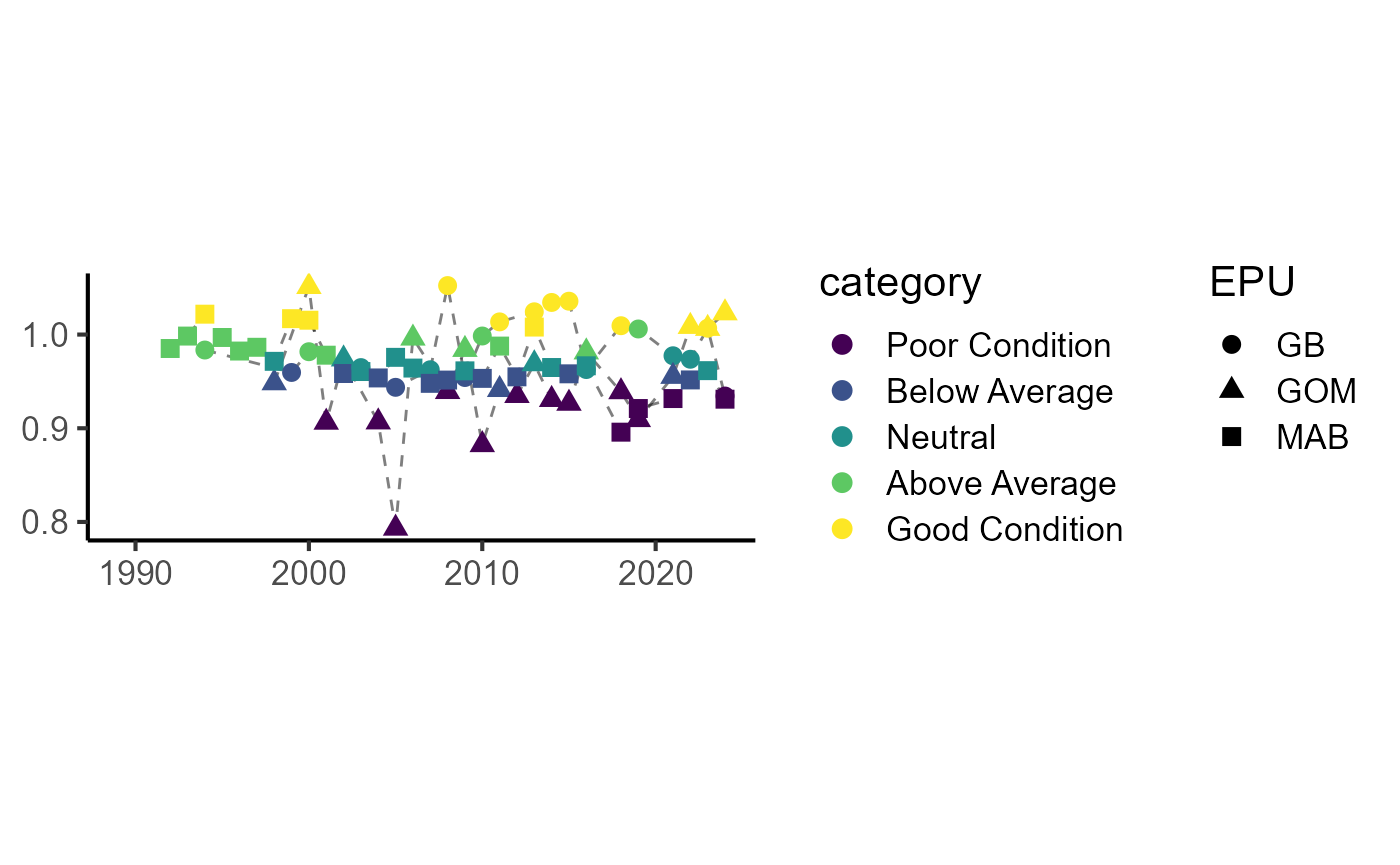 1.0
0.9
0.8
1990 2000 2010 2020
category
Poor Condition
Below Average
Neutral
Above Average
Good Condition
EPU
GB
GOM
MAB